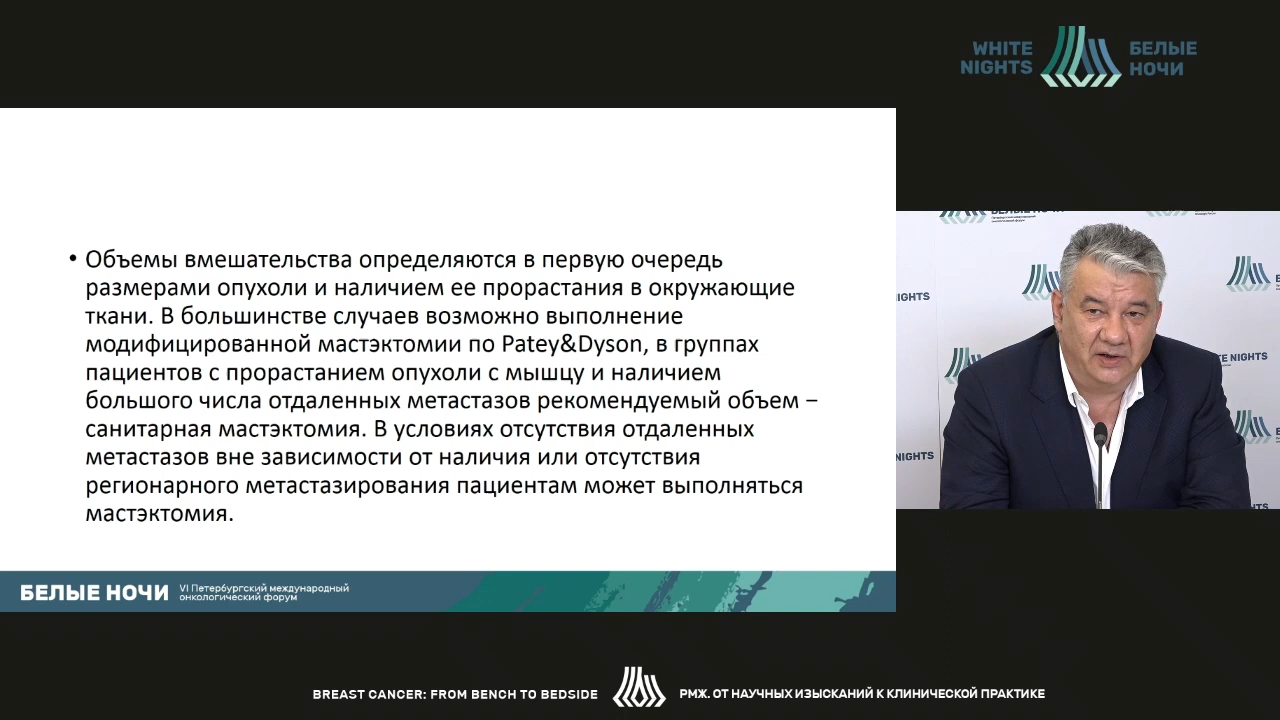 WHITE
NIGHTS
БЕЛЫЕ
НОЧИ
• Объемы вмешательства определяются в первую очередь
размерами опухоли и наличием ее прорастания в окружающие
ткани. В большинстве случаев возможно выполнение
модифицированной мастэктомии по Patey&Dyson, в группах
пациентов с прорастанием опухоли с мышцу и наличием
большого числа отдаленных метастазов рекомендуемый объем –
санитарная мастэктомия. В условиях отсутствия отдаленных
метастазов вне зависимости от наличия или отсутствия
регионарного метастазирования пациентам может выполняться
мастэктомия.
БЕЛЫЕ НОЧИ
VI Петербургский международный
онкологический форум
BREAST CANCER: FROM BENCH TO BEDSIDE
РМЖ. ОТ НАУЧНЫХ ИЗЫСКАНИЙ К КЛИНИЧЕСКОЙ ПРАКТИКЕ